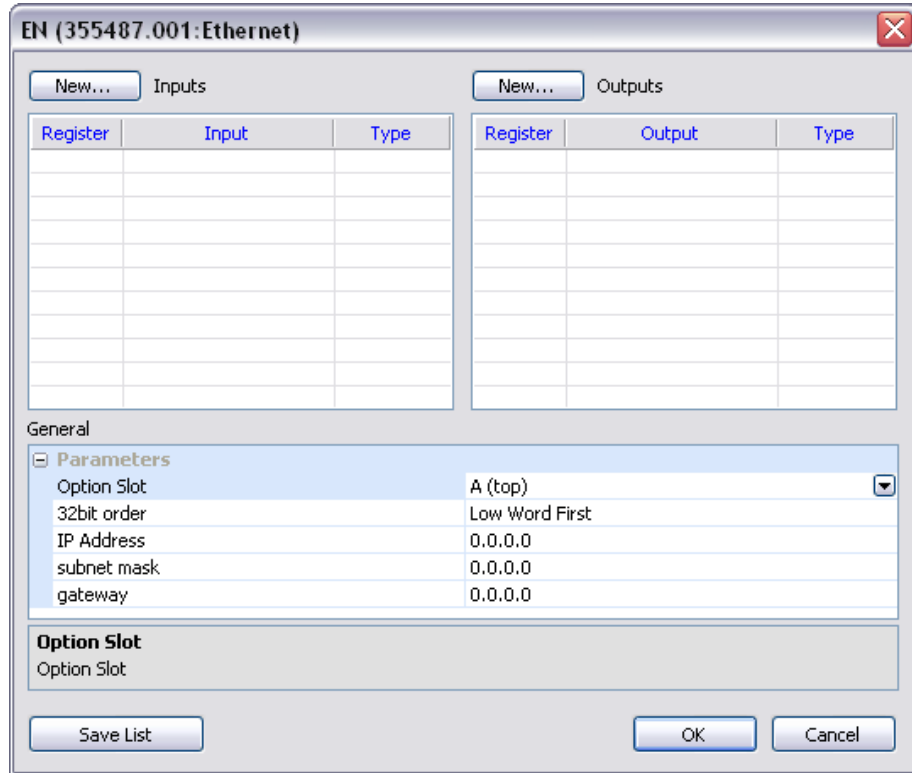 EN (355487.001:Ethernet)
New... Inputs New... Outputs
Register Input Type Register Output Type
General
Parameters
Option Slot A (top)
32bit order Low Word First
IP Address 0.0.0.0
subnet mask 0.0.0.0
gateway 0.0.0.0
Option Slot
Option Slot
Save List OK Cancel